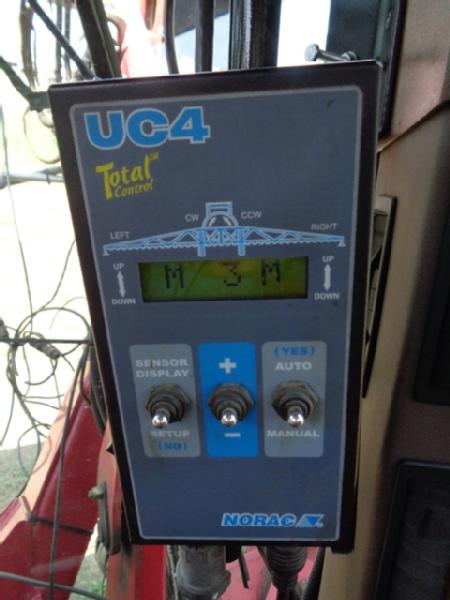 UC4
Total℠
Control
CW CCW
LEFT RIGHT
UP UP
M 3 M
DOWN DOWN
(YES)
SENSOR + AUTO
DISPLAY
SETUP - MANUAL
(NO)
NORAC